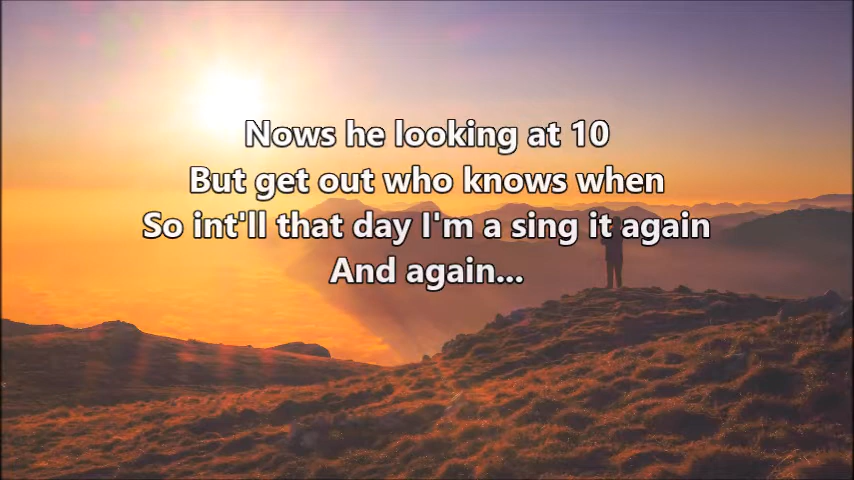 Nows he looking at 10
But get out who knows when
So int'll that day I'm a sing it again
And again...